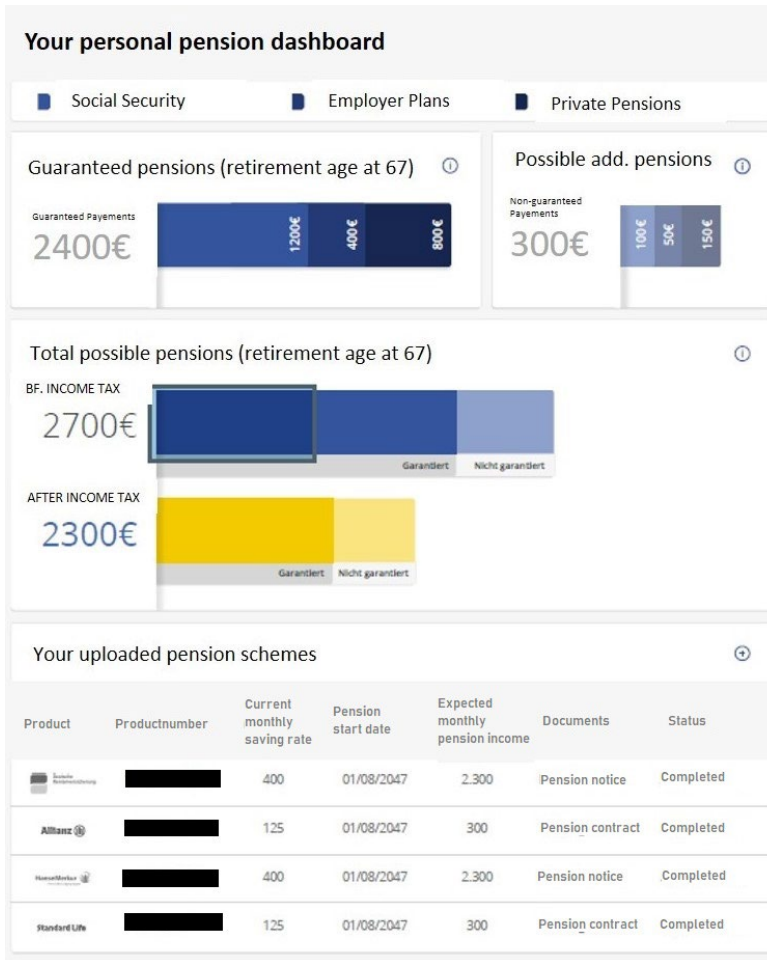 Your personal pension dashboard
Social Security
Employer Plans
Private Pensions
Guaranteed pensions (retirement age at 67)
Guaranteed Payements
2400€
1200€
400€
800€
Possible add. pensions
Non-guaranteed
Payements
300€
100€
50€
150€
Total possible pensions (retirement age at 67)
BF. INCOME TAX
2700€
Garantiert
Nicht garantiert
AFTER INCOME TAX
2300€
Garantiert
Nicht garantiert
Your uploaded pension schemes
Product
Productnumber
Current
monthly
saving rate
Pension
start date
Expected
monthly
pension income
Documents
Status
Deutsche
Rentenversicherung
400 01/08/2047 2.300 Pension notice Completed
Allianz 125 01/08/2047 300 Pension contract Completed
HanseMerkur 400 01/08/2047 2.300 Pension notice Completed
Standard Life 125 01/08/2047 300 Pension contract Completed